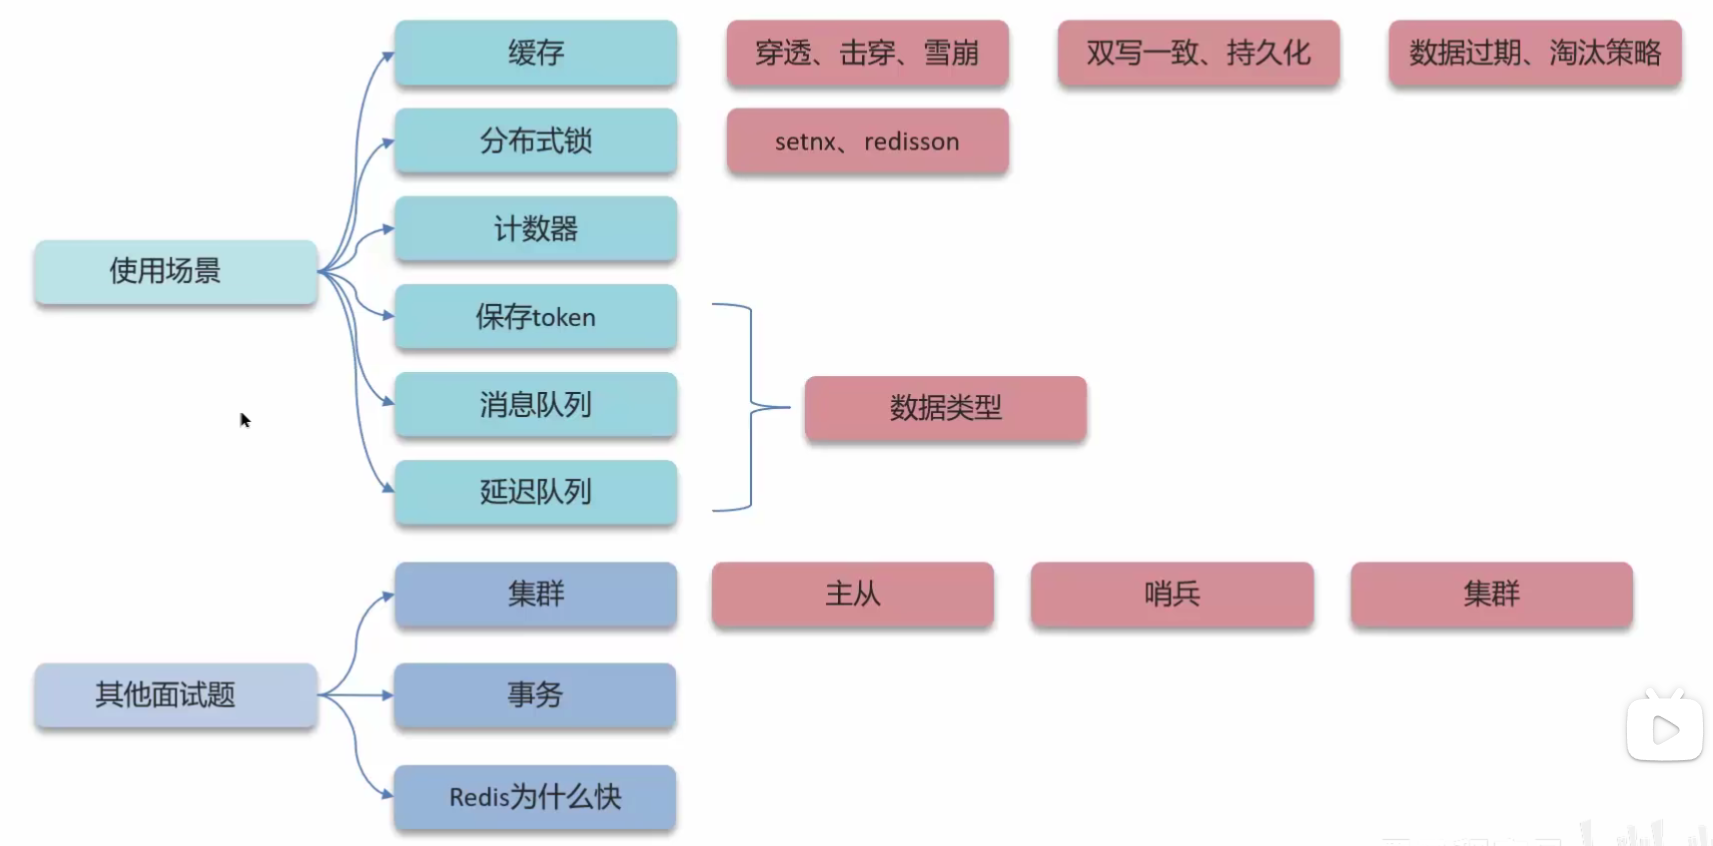 缓存
穿透、击穿、雪崩
双写一致、持久化
数据过期、淘汰策略
分布式锁
setnx、redisson
计数器
使用场景
保存token
消息队列
数据类型
延迟队列
集群
主从
哨兵
集群
其他面试题
事务
Redis为什么快